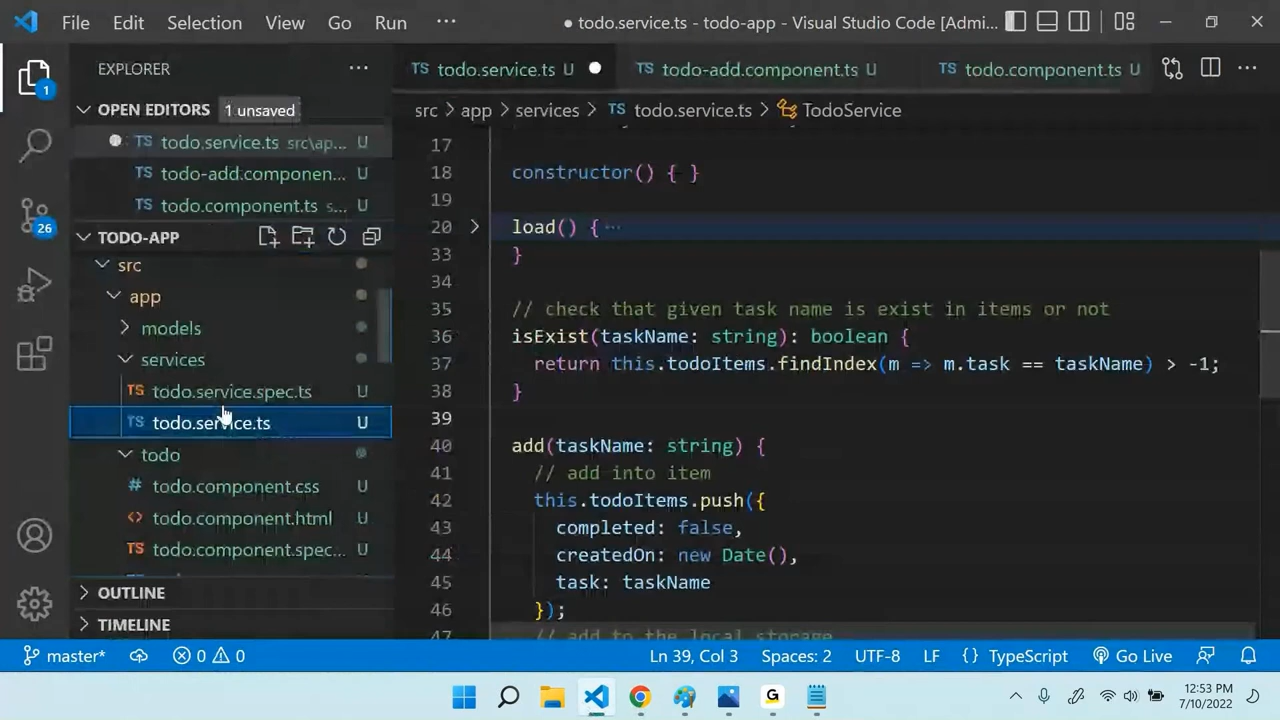 File Edit Selection View Go Run ··· ● todo.service.ts - todo-app - Visual Studio Code [Admi...
EXPLORER ···
TS todo.service.ts U TS todo-add.component.ts U TS todo.component.ts U ···
1
OPEN EDITORS 1 unsaved
src > app > services > TS todo.service.ts > TodoService
TS todo.service.ts src\ap... U
TS todo-add.componen... U
TS todo.component.ts s... U
26
TODO-APP
src
app
models
services
TS todo.service.spec.ts U
TS todo.service.ts U
todo
# todo.component.css U
<> todo.component.html U
TS todo.component.spec... U
OUTLINE
TIMELINE
17
18 constructor() { }
19
20 load() { ···
33 }
34
35 // check that given task name is exist in items or not
36 isExist(taskName: string): boolean {
37 return this.todoItems.findIndex(m => m.task == taskName) > -1;
38 }
39
40 add(taskName: string) {
41 // add into item
42 this.todoItems.push({
43 completed: false,
44 createdOn: new Date(),
45 task: taskName
46 });
47 // add to the local storage
master* 0 0 Ln 39, Col 3 Spaces: 2 UTF-8 LF {} TypeScript Go Live
G
12:53 PM
7/10/2022